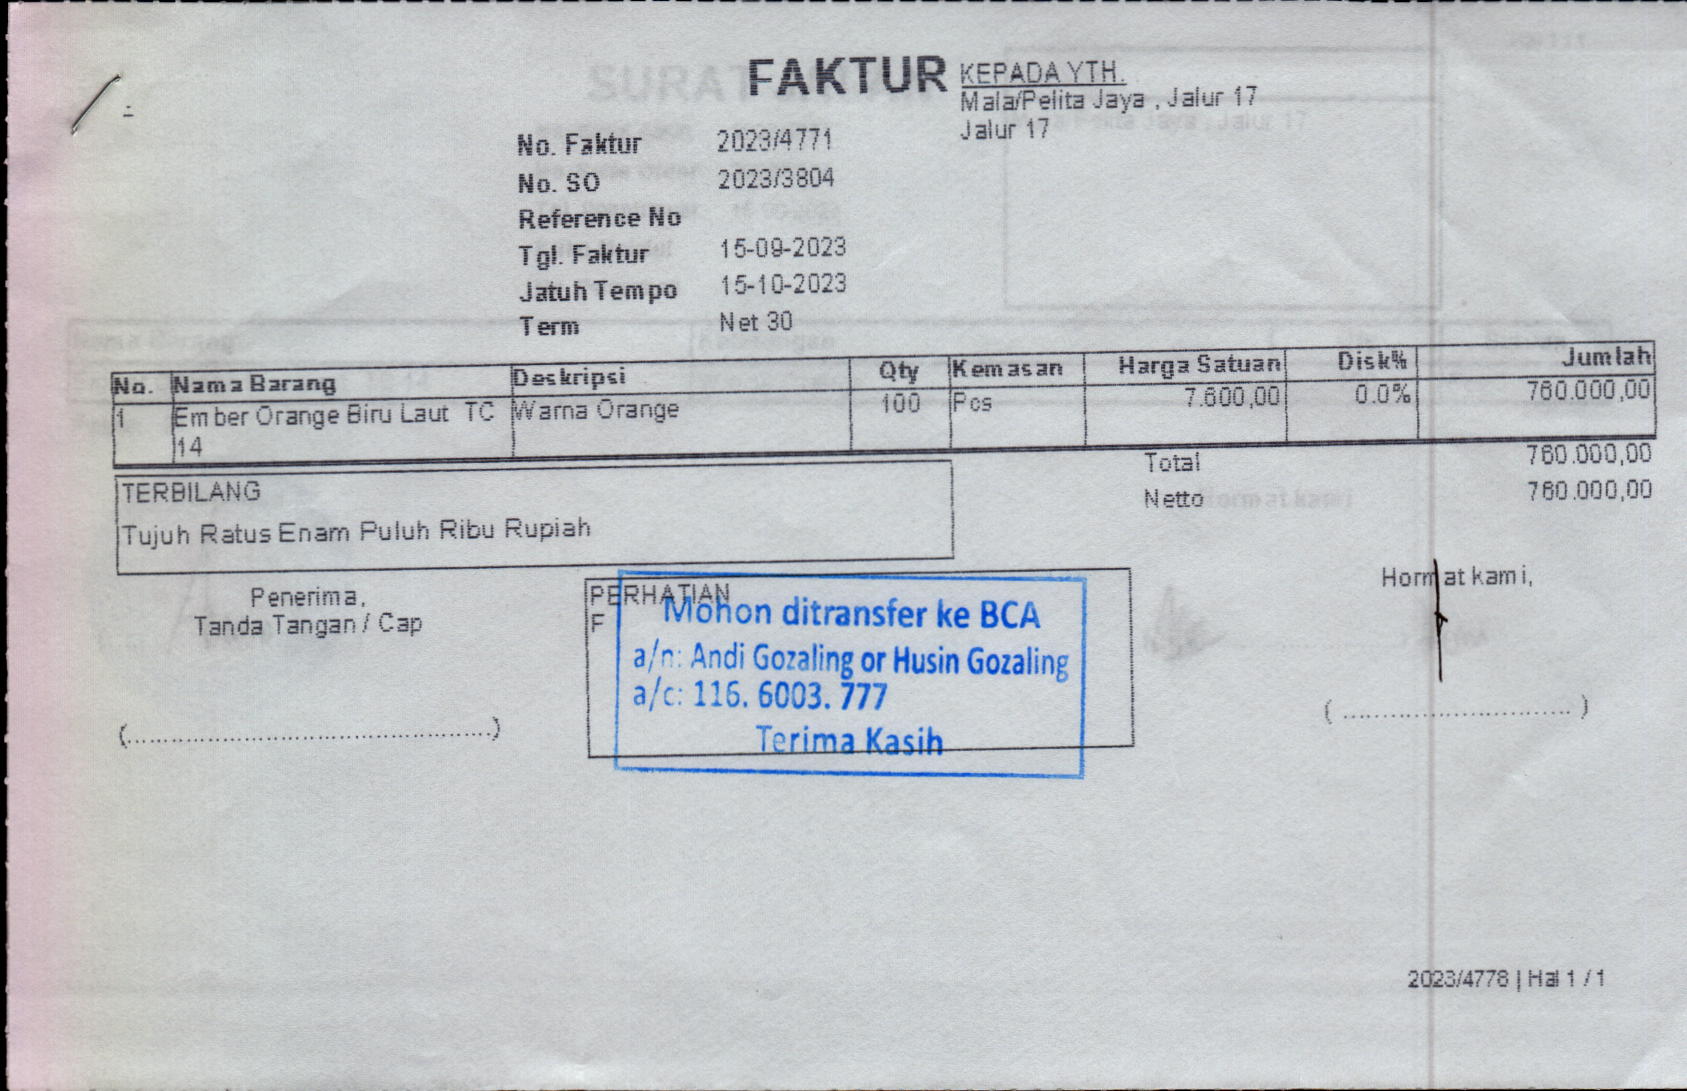 FAKTUR
KEPADA YTH.
Mala/Pelita Jaya , Jalur 17
Jalur 17
No. Faktur 2023/4771
No. SO 2023/3804
Reference No
Tgl. Faktur 15-09-2023
Jatuh Tempo 15-10-2023
Term Net 30
No. Nama Barang Deskripsi Qty Kemasan Harga Satuan Disk% Jumlah
1 Ember Orange Biru Laut TC Warna Orange 100 Pcs 7.600,00 0.0% 760.000,00
14
Total 760.000,00
Netto 760.000,00
TERBILANG
Tujuh Ratus Enam Puluh Ribu Rupiah
Penerima,
Tanda Tangan / Cap
(...............................................)
PERHATIAN
F
Mohon ditransfer ke BCA
a/n: Andi Gozaling or Husin Gozaling
a/c: 116. 6003. 777
Terima Kasih
Hormat kami,
( .............................. )
2023/4778 | Hal 1 / 1